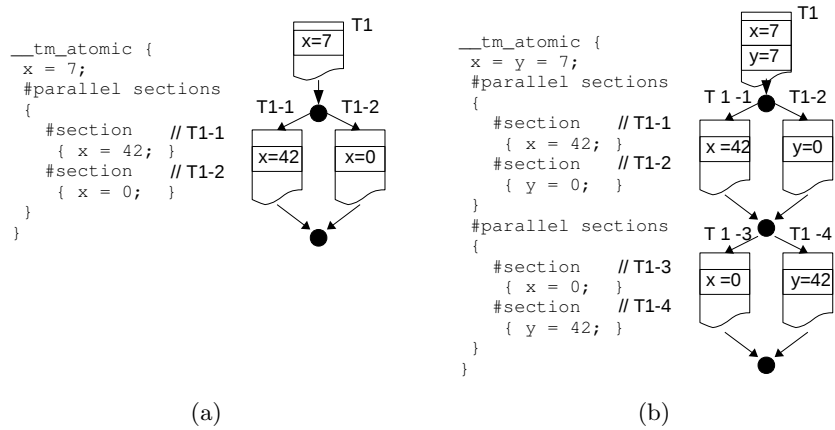 __tm_atomic {
x = 7;
#parallel sections
{
#section // T1-1
{ x = 42; }
#section // T1-2
{ x = 0; }
}
}
T1
x=7
T1-1 T1-2
x=42 x=0
(a)
__tm_atomic {
x = y = 7;
#parallel sections
{
#section // T1-1
{ x = 42; }
#section // T1-2
{ y = 0; }
}
#parallel sections
{
#section // T1-3
{ x = 0; }
#section // T1-4
{ y = 42; }
}
}
T1
x=7
y=7
T 1 -1 T1-2
x=42 y=0
T 1 -3 T1 -4
x=0 y=42
(b)